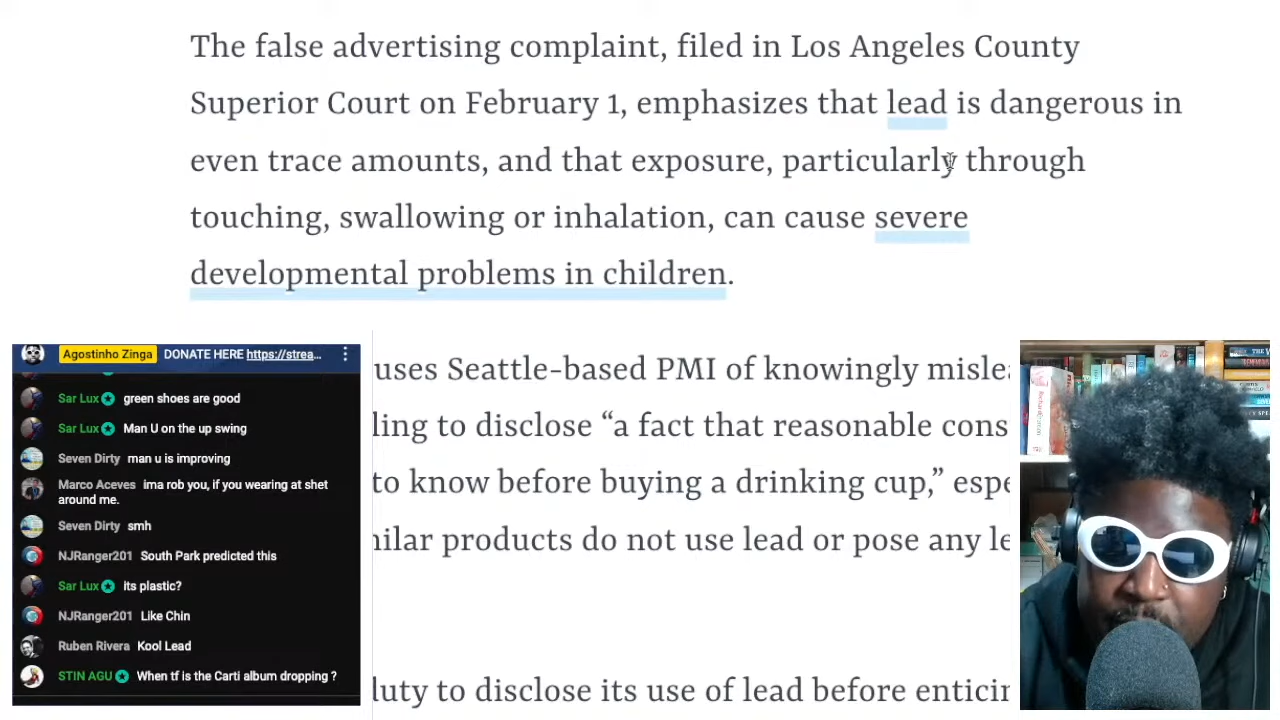 The false advertising complaint, filed in Los Angeles County
Superior Court on February 1, emphasizes that lead is dangerous in
even trace amounts, and that exposure, particularly through
touching, swallowing or inhalation, can cause severe
developmental problems in children.
uses Seattle-based PMI of knowingly mislea
ling to disclose “a fact that reasonable cons
to know before buying a drinking cup,” espe
nilar products do not use lead or pose any le
luty to disclose its use of lead before enticin
Agostinho Zinga DONATE HERE https://strea...
Sar Lux green shoes are good
Sar Lux Man U on the up swing
Seven Dirty man u is improving
Marco Aceves ima rob you, if you wearing at shet
around me.
Seven Dirty smh
NJRanger201 South Park predicted this
Sar Lux its plastic?
NJRanger201 Like Chin
Ruben Rivera Kool Lead
STIN AGU When tf is the Carti album dropping ?